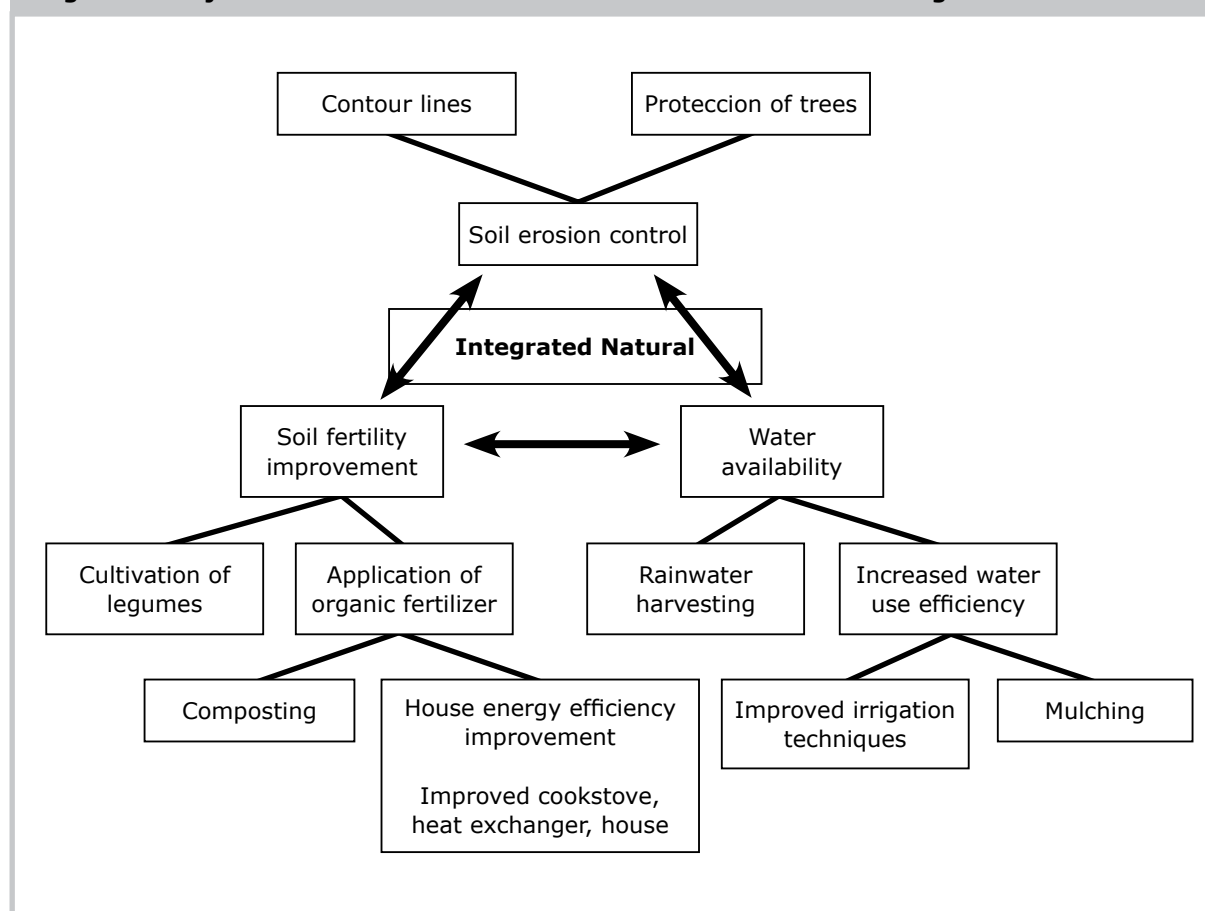 Contour lines
Proteccion of trees
Soil erosion control
Integrated Natural
Soil fertility
improvement
Water
availability
Cultivation of
legumes
Application of
organic fertilizer
Rainwater
harvesting
Increased water
use efficiency
Composting
House energy efficiency
improvement
Improved cookstove,
heat exchanger, house
Improved irrigation
techniques
Mulching